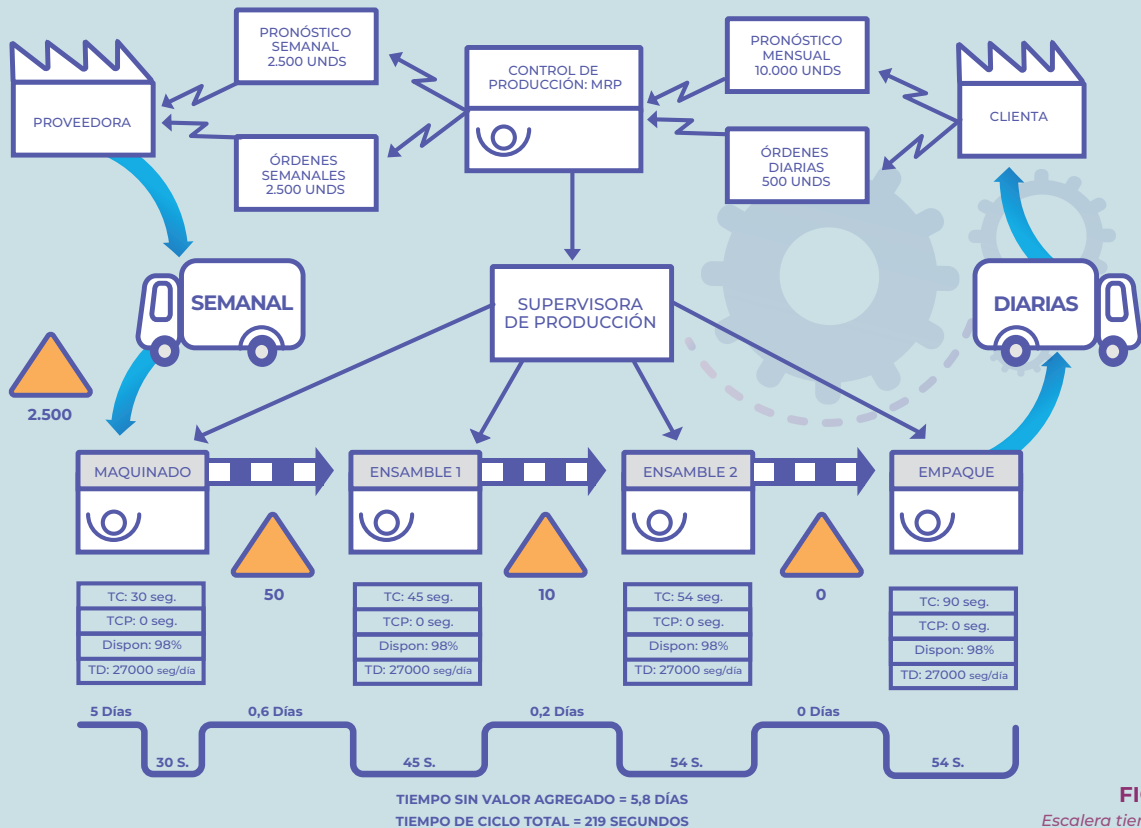 PROVEEDORA
PRONÓSTICO
SEMANAL
2.500 UNDS
ÓRDENES
SEMANALES
2.500 UNDS
CONTROL DE
PRODUCCIÓN: MRP
PRONÓSTICO
MENSUAL
10.000 UNDS
ÓRDENES
DIARIAS
500 UNDS
CLIENTA
SEMANAL
SUPERVISORA
DE PRODUCCIÓN
DIARIAS
2.500
MAQUINADO
ENSAMBLE 1
ENSAMBLE 2
EMPAQUE
50
10
0
TC: 30 seg.
TCP: 0 seg.
Dispon: 98%
TD: 27000 seg/día
TC: 45 seg.
TCP: 0 seg.
Dispon: 98%
TD: 27000 seg/día
TC: 54 seg.
TCP: 0 seg.
Dispon: 98%
TD: 27000 seg/día
TC: 90 seg.
TCP: 0 seg.
Dispon: 98%
TD: 27000 seg/día
5 Días
0,6 Días
0,2 Días
0 Días
30 S.
45 S.
54 S.
54 S.
TIEMPO SIN VALOR AGREGADO = 5,8 DÍAS
TIEMPO DE CICLO TOTAL = 219 SEGUNDOS
Escalera